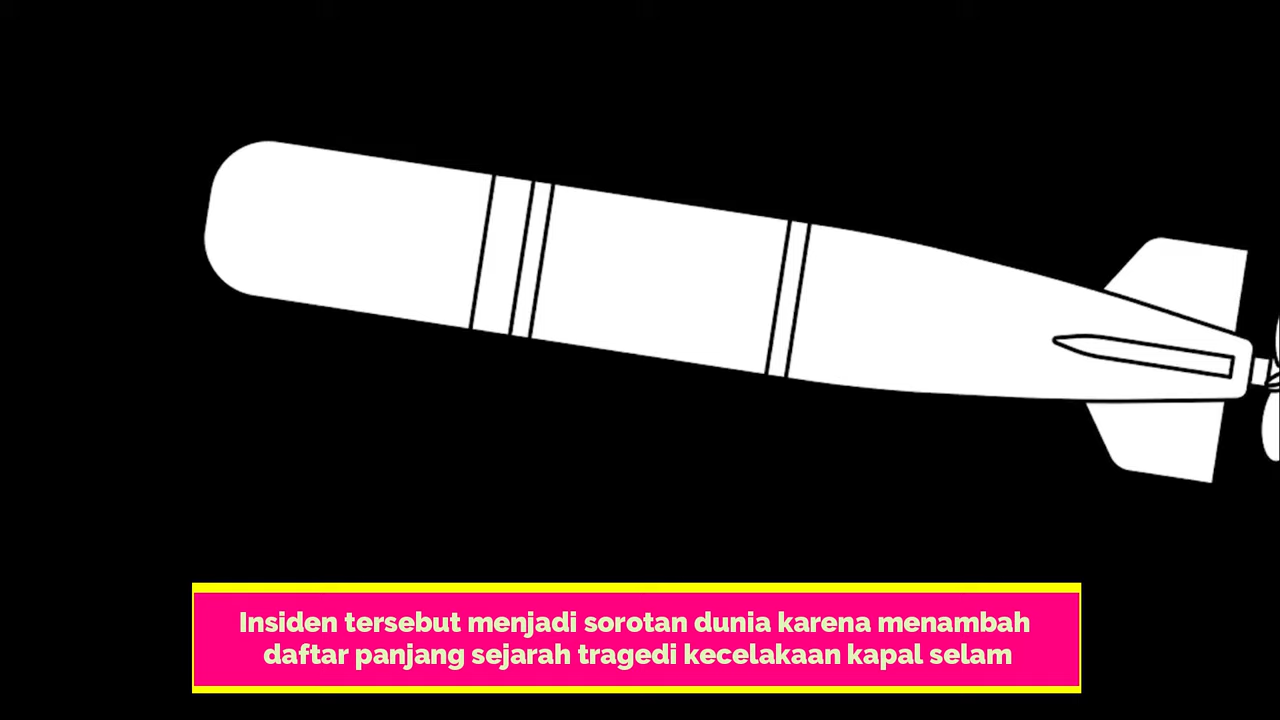 Insiden tersebut menjadi sorotan dunia karena menambah
daftar panjang sejarah tragedi kecelakaan kapal selam